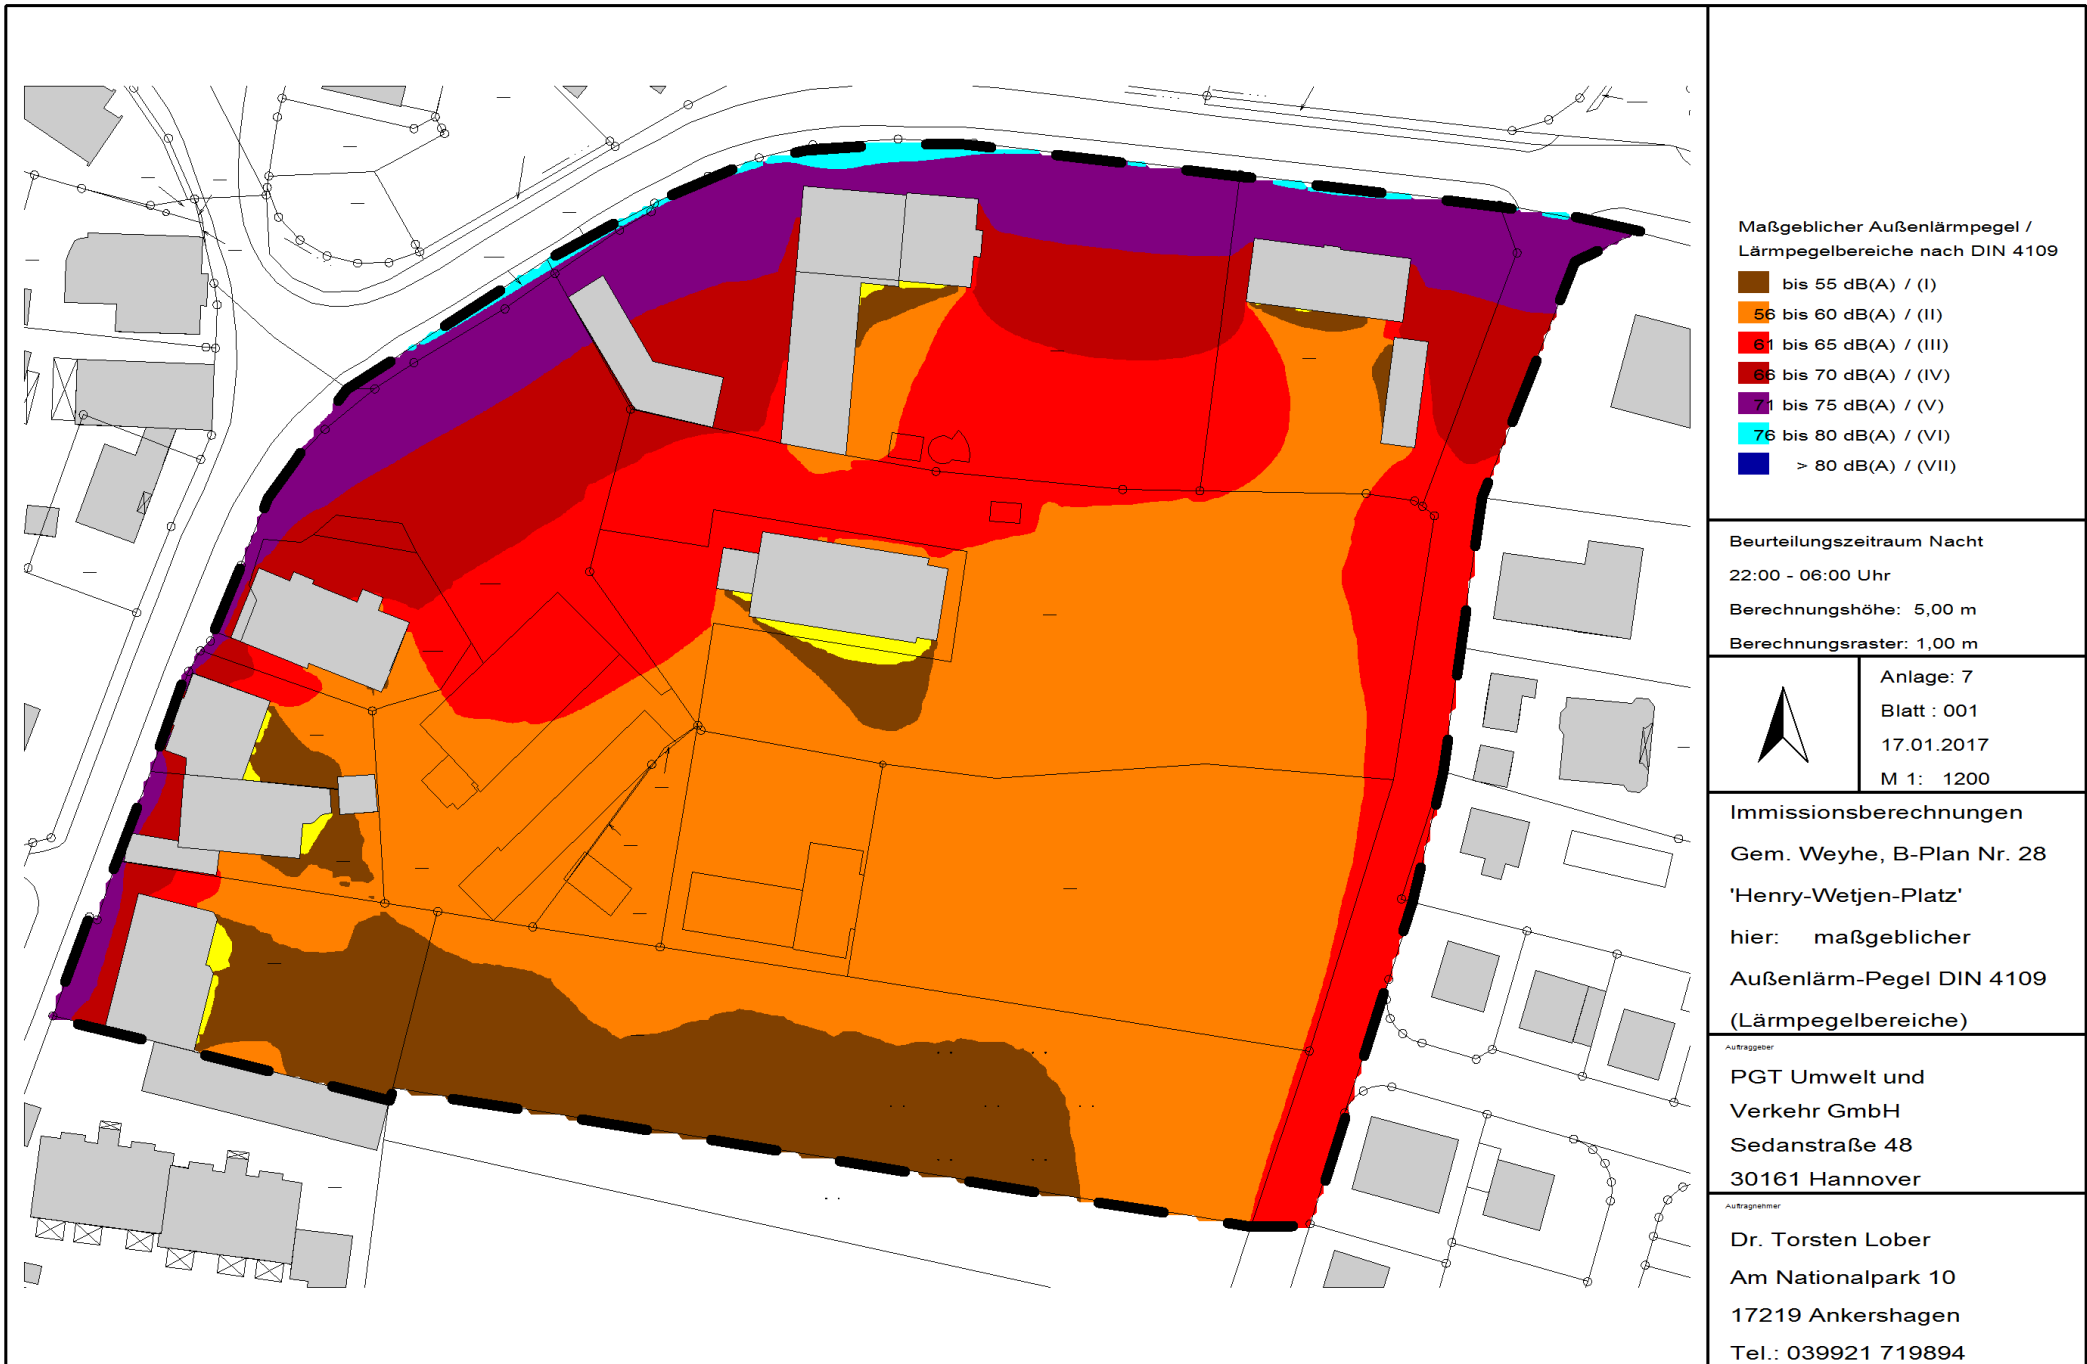 Maßgeblicher Außenlärmpegel /
Lärmpegelbereiche nach DIN 4109
bis 55 dB(A) / (I)
56 bis 60 dB(A) / (II)
61 bis 65 dB(A) / (III)
66 bis 70 dB(A) / (IV)
71 bis 75 dB(A) / (V)
76 bis 80 dB(A) / (VI)
> 80 dB(A) / (VII)
Beurteilungszeitraum Nacht
22:00 - 06:00 Uhr
Berechnungshöhe: 5,00 m
Berechnungsraster: 1,00 m
Anlage: 7
Blatt : 001
17.01.2017
M 1: 1200
Immissionsberechnungen
Gem. Weyhe, B-Plan Nr. 28
'Henry-Wetjen-Platz'
hier: maßgeblicher
Außenlärm-Pegel DIN 4109
(Lärmpegelbereiche)
Auftraggeber
PGT Umwelt und
Verkehr GmbH
Sedanstraße 48
30161 Hannover
Auftragnehmer
Dr. Torsten Lober
Am Nationalpark 10
17219 Ankershagen
Tel.: 039921 719894